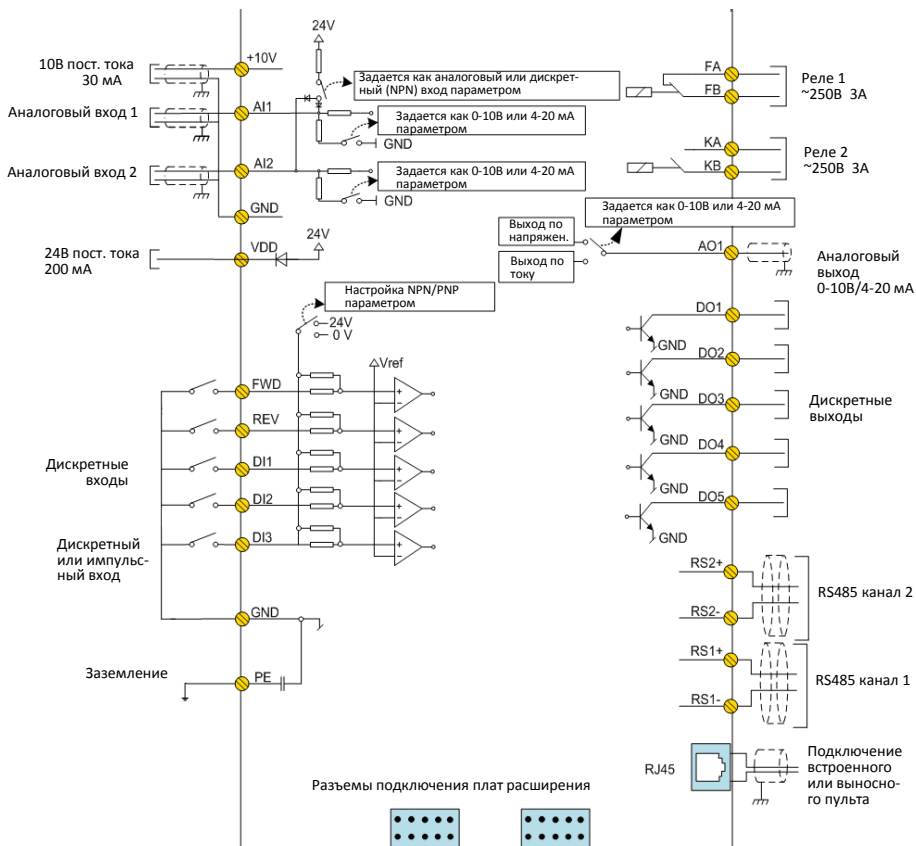 24V
10В пост. тока
30 мА
+10V
Задается как аналоговый или дискрет-
ный (NPN) вход параметром
Аналоговый вход 1
AI1
Задается как 0-10В или 4-20 мА
параметром
GND
Аналоговый вход 2
AI2
Задается как 0-10В или 4-20 мА
параметром
GND
GND
24В пост. тока
200 мА
VDD
24V
Настройка NPN/PNP
параметром
24V
0 V
Vref
FWD
+
−
REV
+
−
Дискретные
входы
DI1
+
−
DI2
+
−
Дискретный
или импульс-
ный вход
DI3
+
−
GND
Заземление
PE
FA
FB
Реле 1
~250В 3А
KA
KB
Реле 2
~250В 3А
Задается как 0-10В или 4-20 мА
параметром
Выход по
напряжен.
Выход по
току
AO1
Аналоговый
выход
0-10В/4-20 мА
DO1
GND
DO2
GND
DO3
GND
DO4
GND
DO5
GND
Дискретные
выходы
RS2+
RS2-
RS485 канал 2
RS1+
RS1-
RS485 канал 1
RJ45
Подключение
встроенного
или выносно-
го пульта
Разъемы подключения плат расширения